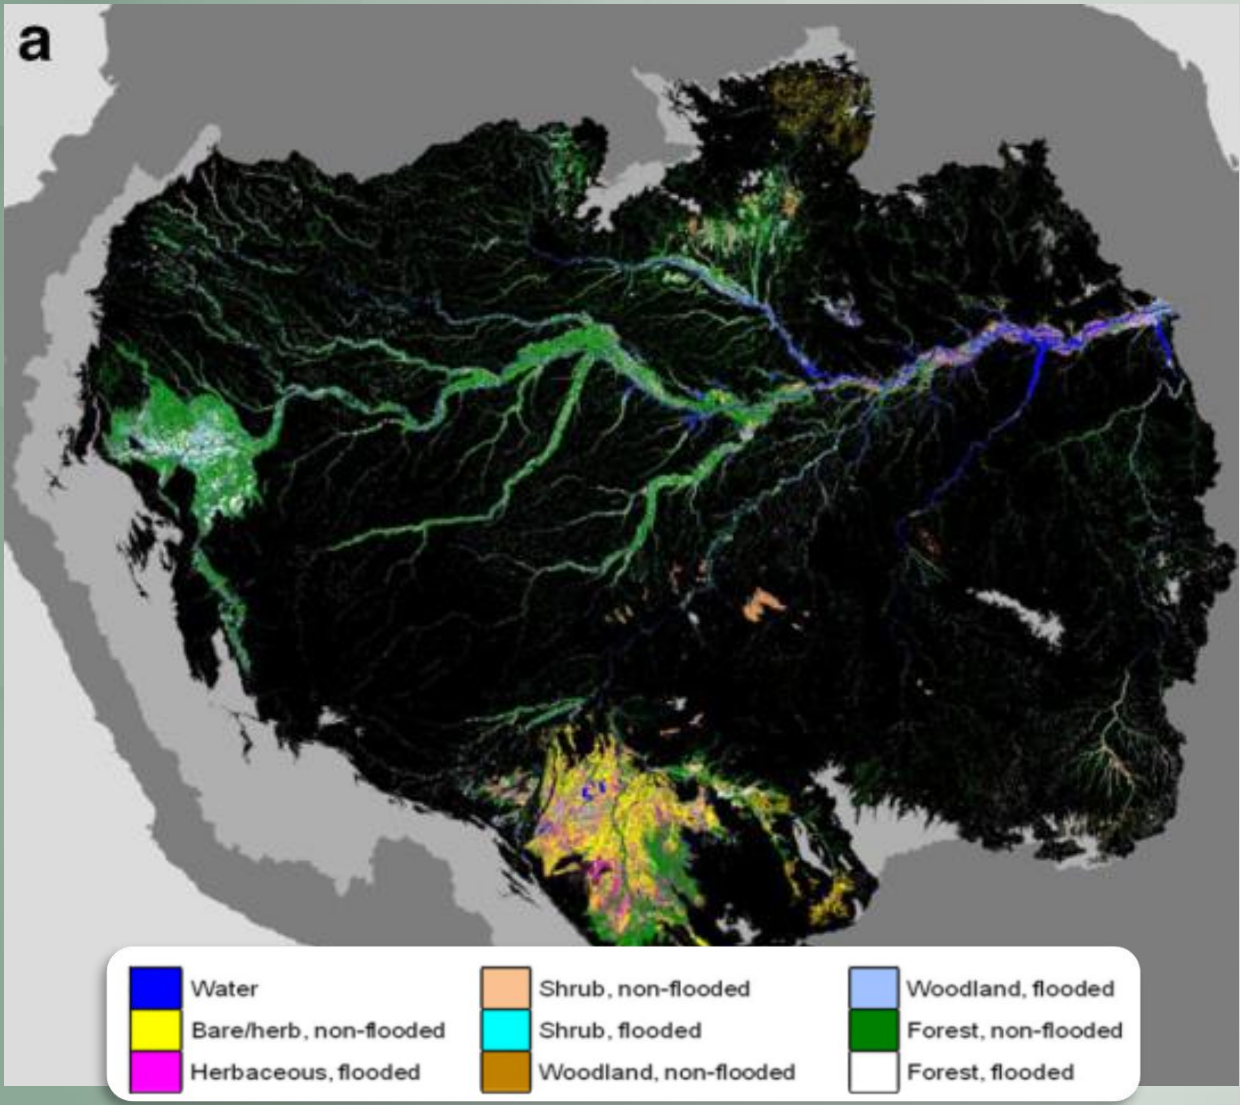 a
Water
Shrub, non-flooded
Woodland, flooded
Bare/herb, non-flooded
Shrub, flooded
Forest, non-flooded
Herbaceous, flooded
Woodland, non-flooded
Forest, flooded